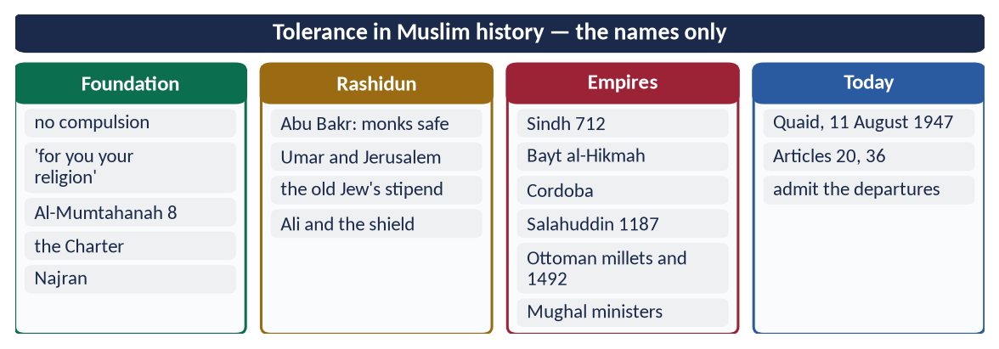 Tolerance in Muslim history — the names only
Foundation
no compulsion
'for you your
religion'
Al-Mumtahanah 8
the Charter
Najran
Rashidun
Abu Bakr: monks safe
Umar and Jerusalem
the old Jew's stipend
Ali and the shield
Empires
Sindh 712
Bayt al-Hikmah
Cordoba
Salahuddin 1187
Ottoman millets and
1492
Mughal ministers
Today
Quaid, 11 August 1947
Articles 20, 36
admit the departures